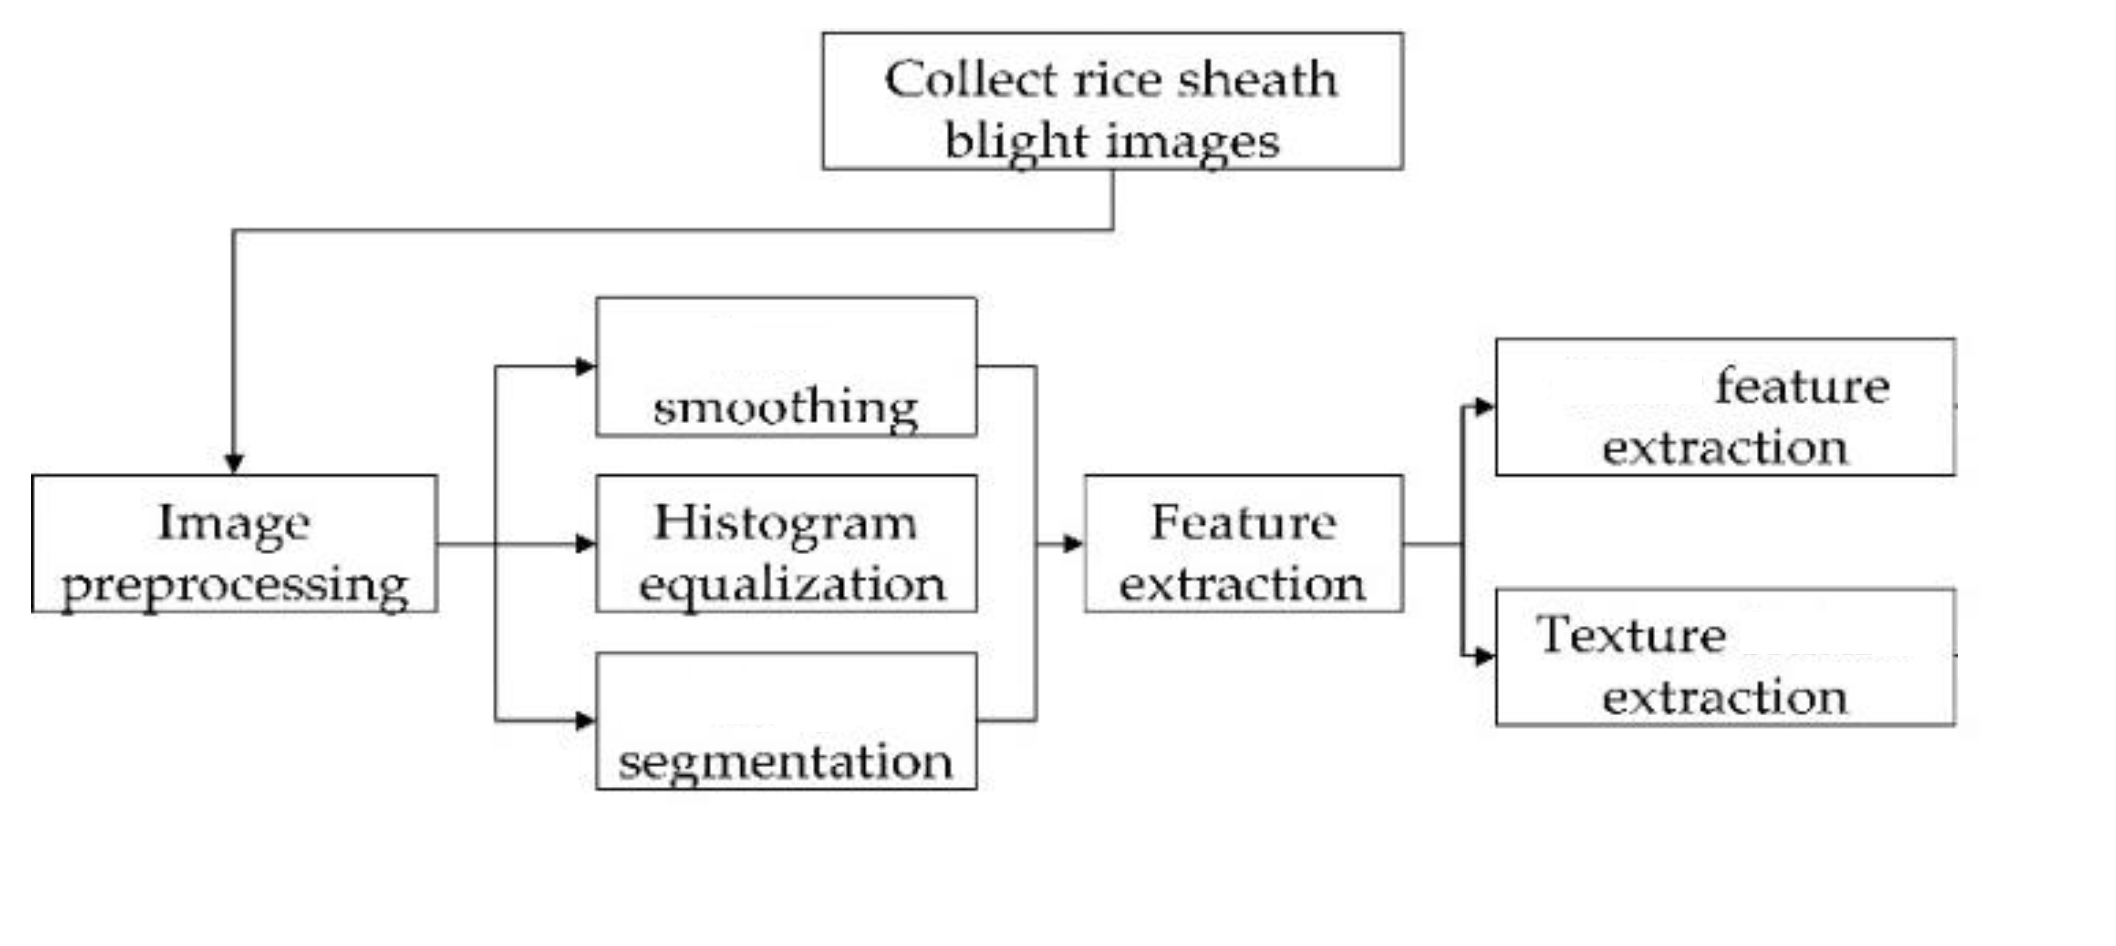 Collect rice sheath
blight images
Image
preprocessing
smoothing
Histogram
equalization
segmentation
Feature
extraction
feature
extraction
Texture
extraction